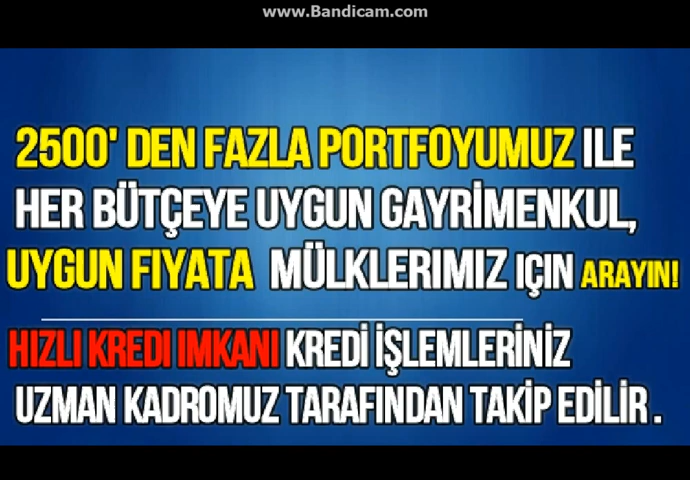 www.Bandicam.com
2500' DEN FAZLA PORTFOYUMUZ ILE
HER BÜTÇEYE UYGUN GAYRİMENKUL,
UYGUN FIYATA MÜLKLERIMIZ IÇIN ARAYIN!
HIZLI KREDI IMKANI KREDİ İŞLEMLERİNİZ
UZMAN KADROMUZ TARAFINDAN TAKİP EDİLİR .